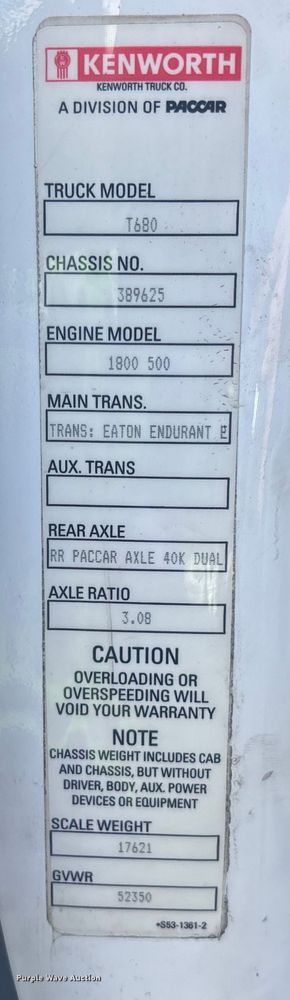 KENWORTH
KENWORTH TRUCK CO.
A DIVISION OF PACCAR
TRUCK MODEL
T680
CHASSIS NO.
389625
ENGINE MODEL
1800 500
MAIN TRANS.
TRANS: EATON ENDURANT E
AUX. TRANS
REAR AXLE
RR PACCAR AXLE 40K DUAL
AXLE RATIO
3.08
CAUTION
OVERLOADING OR
OVERSPEEDING WILL
VOID YOUR WARRANTY
NOTE
CHASSIS WEIGHT INCLUDES CAB
AND CHASSIS, BUT WITHOUT
DRIVER, BODY, AUX. POWER
DEVICES OR EQUIPMENT
SCALE WEIGHT
17621
GVWR
52350
*S53-1361-2
Purple Wave Auction